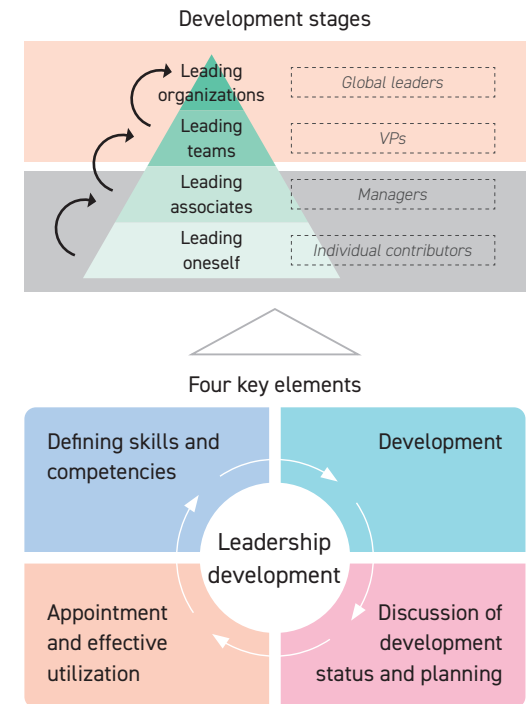 Development stages
Leading
organizations
Global leaders
Leading
teams
VPs
Leading
associates
Managers
Leading
oneself
Individual contributors
Four key elements
Defining skills and
competencies
Development
Leadership
development
Appointment
and effective
utilization
Discussion of
development
status and planning